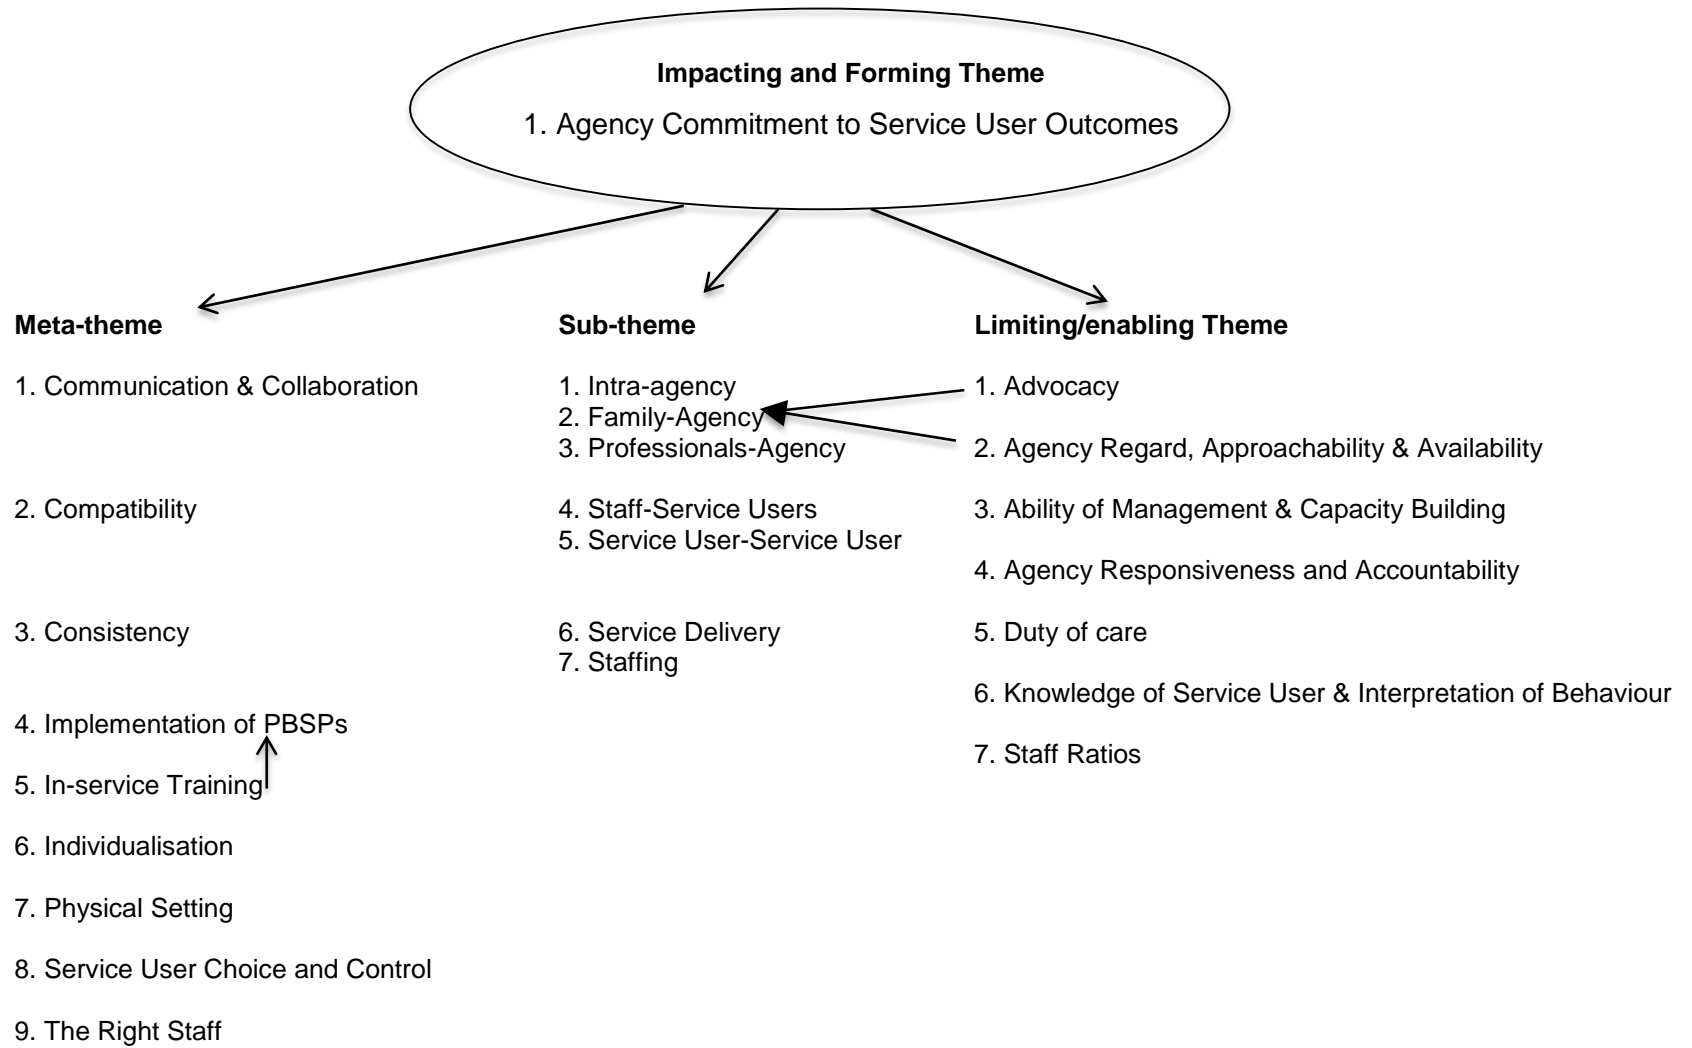 Impacting and Forming Theme
1. Agency Commitment to Service User Outcomes
Meta-theme
1. Communication & Collaboration
2. Compatibility
3. Consistency
4. Implementation of PBSPs
5. In-service Training
6. Individualisation
7. Physical Setting
8. Service User Choice and Control
9. The Right Staff
Sub-theme
1. Intra-agency
2. Family-Agency
3. Professionals-Agency
4. Staff-Service Users
5. Service User-Service User
6. Service Delivery
7. Staffing
Limiting/enabling Theme
1. Advocacy
2. Agency Regard, Approachability & Availability
3. Ability of Management & Capacity Building
4. Agency Responsiveness and Accountability
5. Duty of care
6. Knowledge of Service User & Interpretation of Behaviour
7. Staff Ratios